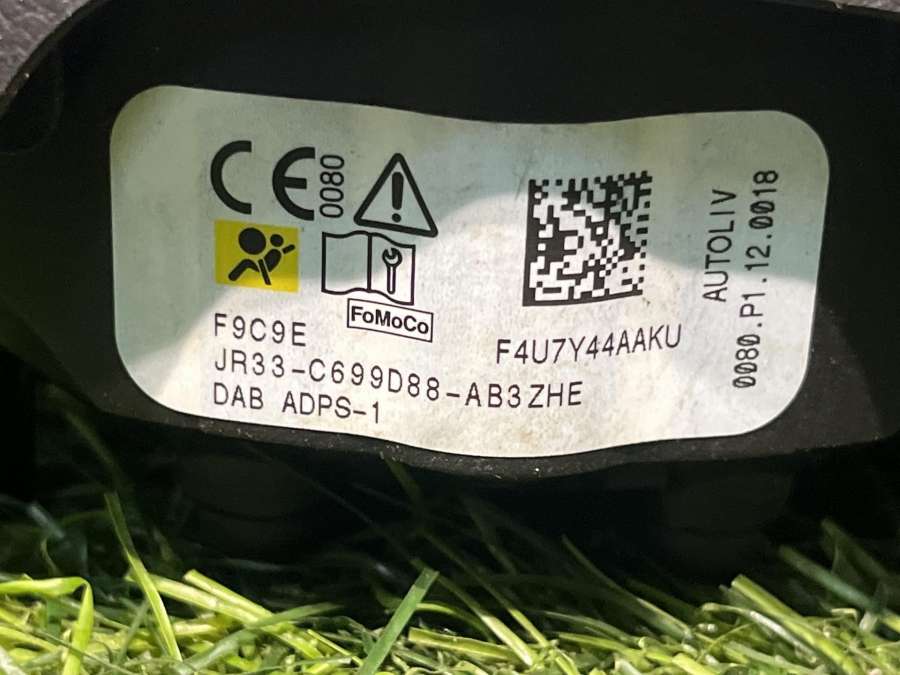 CE 0080
FoMoCo
F9C9E
JR33-C699D88-AB3ZHE
DAB ADPS-1
F4U7Y44AAKU
AUTOLIV
0080.P1.12.0018